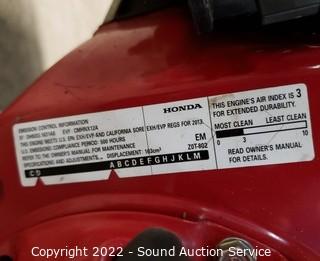 EMISSION CONTROL INFORMATION
HONDA
EVP
THIS ENGINE MEETS U.S. EPA EXH/EVP AND CALIFORNIA SORE EXH/EVP REGS FOR 2013
U.S. EMISSIONS COMPLIANCE PERIOD: 500 HOURS
EM
REFER TO OWNER'S MANUAL FOR MAINTENANCE
Z0T-802
SPECIFICATIONS AND ADJUSTMENTS. DISPLACEMENT: 163cm³
C D A B C D E F G H I J K L M
THIS ENGINE'S AIR INDEX IS 3
FOR EXTENDED DURABILITY.
MOST CLEAN LEAST CLEAN
0 3 10
READ OWNER'S MANUAL
FOR DETAILS.
Copyright 2022 - Sound Auction Service